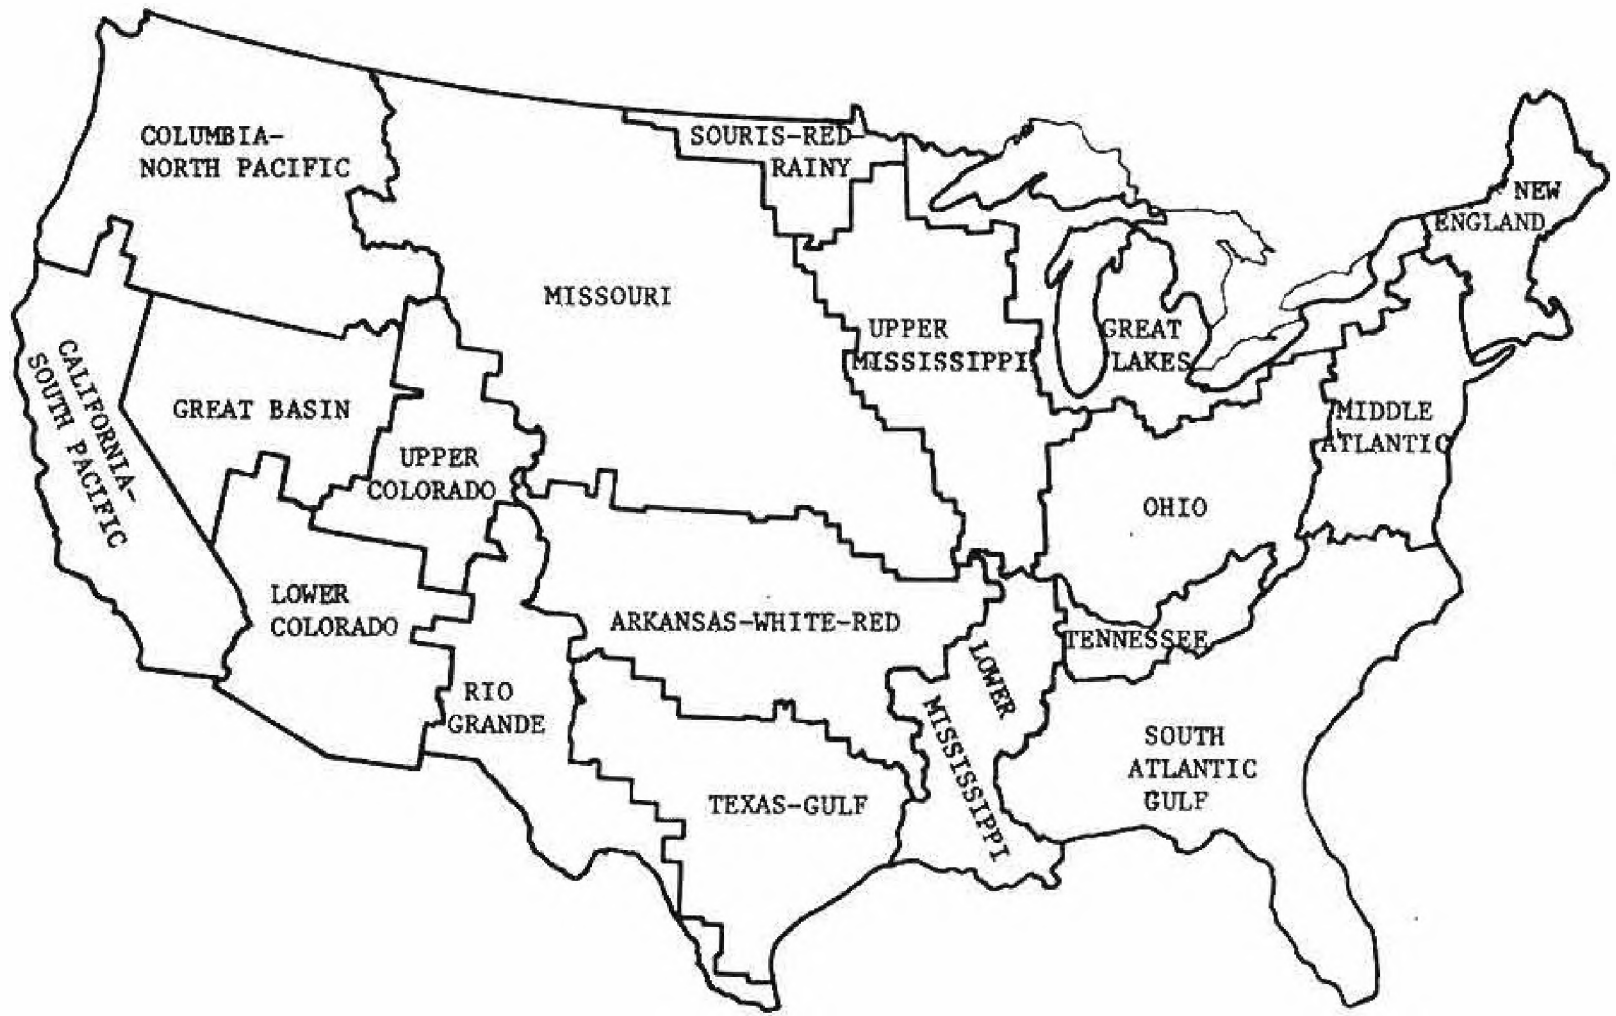 COLUMBIA-
NORTH PACIFIC
SOURIS-RED-
RAINY
NEW
ENGLAND
MISSOURI
UPPER
MISSISSIPPI
GREAT
LAKES
CALIFORNIA-
SOUTH PACIFIC
GREAT BASIN
MIDDLE
ATLANTIC
UPPER
COLORADO
OHIO
LOWER
COLORADO
ARKANSAS-WHITE-RED
TENNESSEE
LOWER
MISSISSIPPI
RIO
GRANDE
SOUTH
ATLANTIC
GULF
TEXAS-GULF